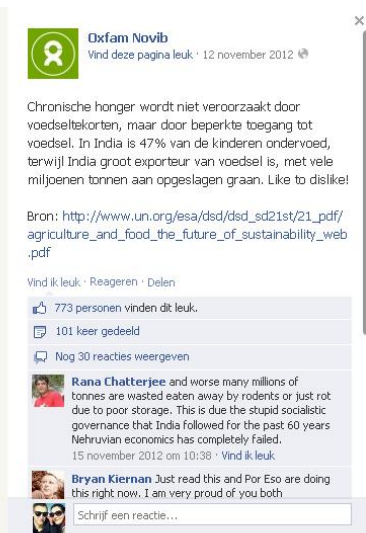 Oxfam Novib
Vind deze pagina leuk · 12 november 2012
Chronische honger wordt niet veroorzaakt door
voedseltekorten, maar door beperkte toegang tot
voedsel. In India is 47% van de kinderen ondervoed,
terwijl India groot exporteur van voedsel is, met vele
miljoenen tonnen aan opgeslagen graan. Like to dislike!
Bron: http://www.un.org/esa/dsd/dsd_sd21st/21_pdf/
agriculture_and_food_the_future_of_sustainability_web
.pdf
Vind ik leuk · Reageren · Delen
773 personen vinden dit leuk.
101 keer gedeeld
Nog 30 reacties weergeven
Rana Chatterjee and worse many millions of
tonnes are wasted eaten away by rodents or just rot
due to poor storage. This is due the stupid socialistic
governance that India followed for the past 60 years
Nehruvian economics has completely failed.
15 november 2012 om 10:38 · Vind ik leuk
Bryan Kiernan Just read this and Por Eso are doing
this right now. I am very proud of you both
Schrijf een reactie...